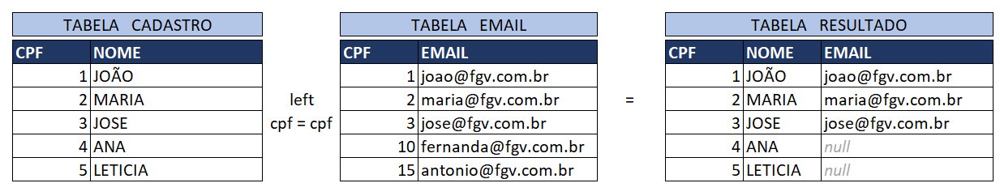 TABELA CADASTRO TABELA EMAIL TABELA RESULTADO
CPF NOME CPF EMAIL CPF NOME EMAIL
1 JOÃO 1 joao@fgv.com.br 1 JOÃO joao@fgv.com.br
2 MARIA left 2 maria@fgv.com.br = 2 MARIA maria@fgv.com.br
3 JOSE cpf = cpf 3 jose@fgv.com.br 3 JOSE jose@fgv.com.br
4 ANA 10 fernanda@fgv.com.br 4 ANA null
5 LETICIA 15 antonio@fgv.com.br 5 LETICIA null